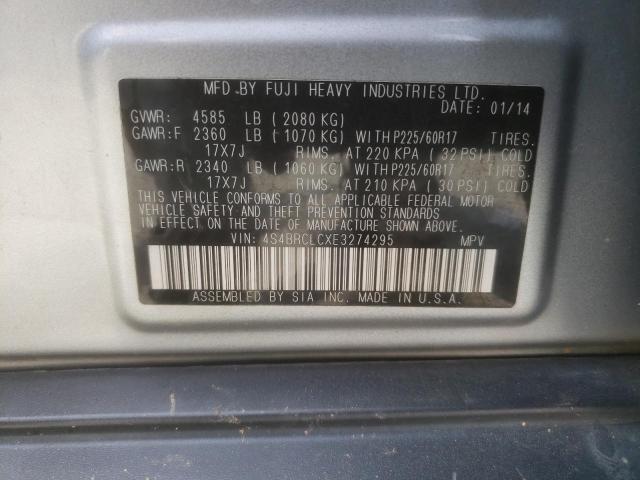 MFD. BY FUJI HEAVY INDUSTRIES LTD.
DATE: 01/14
GVWR: 4585 LB ( 2080 KG)
GAWR:F 2360 LB ( 1070 KG) WITH P225/60R17 TIRES.
17X7J RIMS. AT 220 KPA ( 32 PSI) COLD
GAWR:R 2340 LB ( 1060 KG) WITH P225/60R17 TIRES.
17X7J RIMS. AT 210 KPA ( 30 PSI) COLD
THIS VEHICLE CONFORMS TO ALL APPLICABLE FEDERAL MOTOR
VEHICLE SAFETY AND THEFT PREVENTION STANDARDS
IN EFFECT ON THE DATE OF MANUFACTURE SHOWN ABOVE.
VIN: 4S4BRCLCXE3274295 MPV
ASSEMBLED BY SIA INC. MADE IN U.S.A.